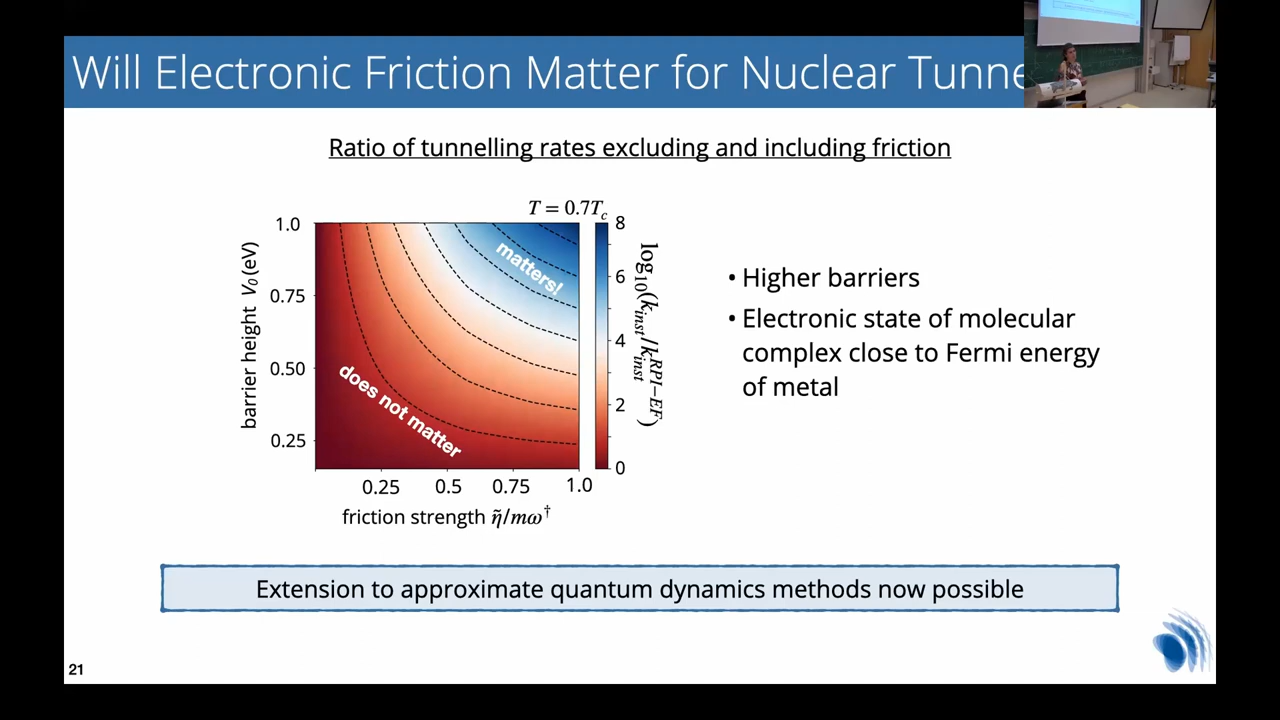 Will Electronic Friction Matter for Nuclear Tunne
Ratio of tunnelling rates excluding and including friction
T = 0.7T_c
1.0
0.75
0.50
0.25
barrier height V₀(eV)
matters!
does not matter
0.25 0.5 0.75 1.0
friction strength η̃/mω†
8
6
4
2
0
log₁₀(k_inst/k_inst^RPI−EF)
• Higher barriers
• Electronic state of molecular
complex close to Fermi energy
of metal
Extension to approximate quantum dynamics methods now possible
21